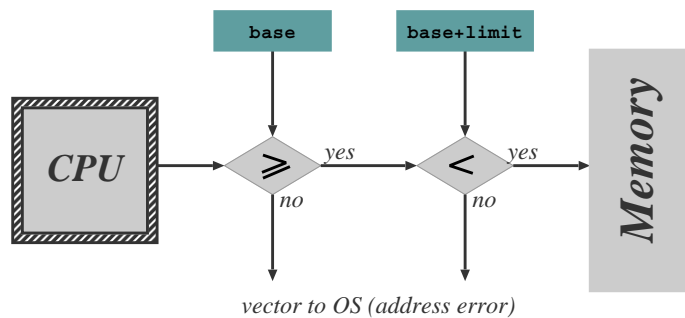 base
base+limit
CPU
⩾
yes
<
yes
no
no
Memory
vector to OS (address error)